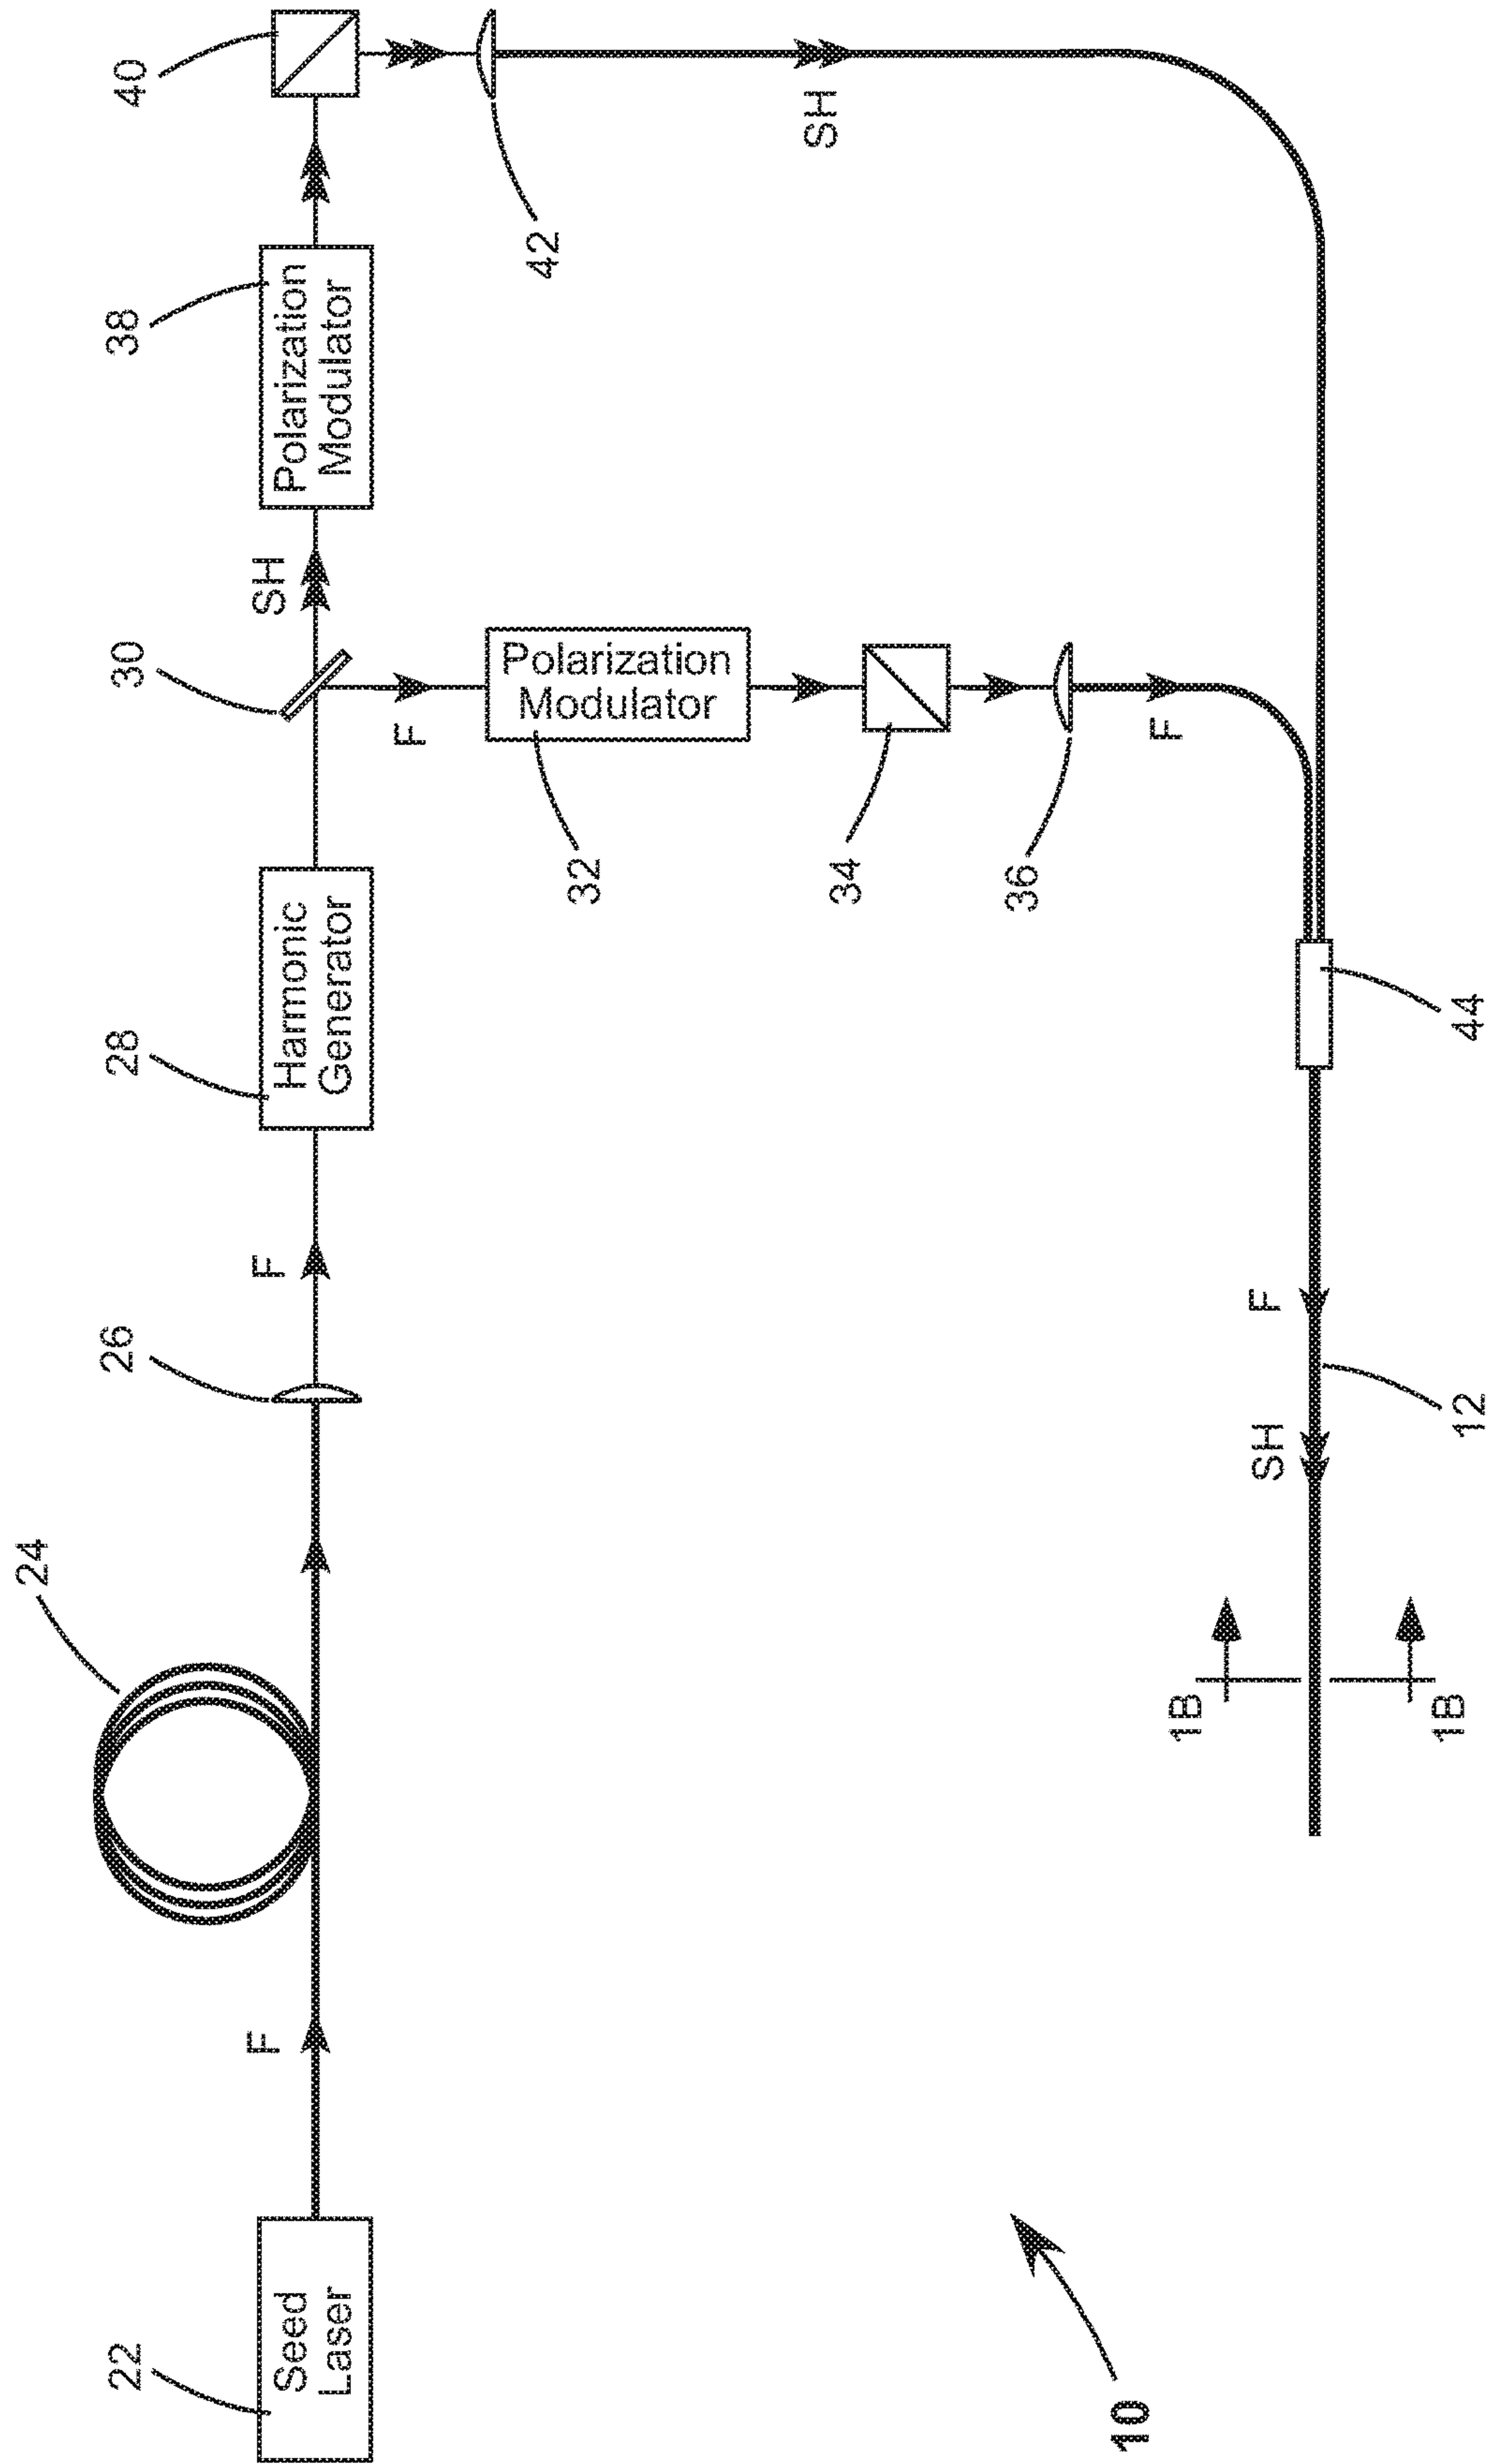 24
22
Seed
Laser
F
26
F
28
Harmonic
Generator
30
SH
38
Polarization
Modulator
40
F
Polarization
Modulator
32
34
36
F
42
SH
10
1B
1B
SH
F
12
44